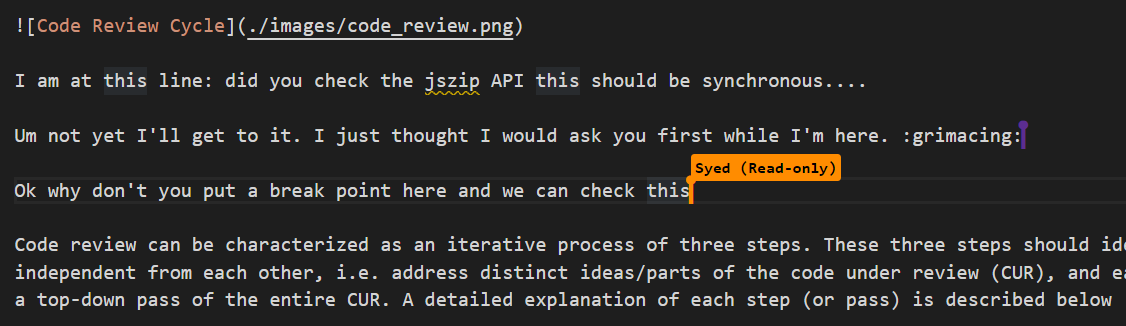 ![Code Review Cycle](./images/code_review.png)
I am at this line: did you check the jszip API this should be synchronous....
Um not yet I'll get to it. I just thought I would ask you first while I'm here. :grimacing:
Syed (Read-only)
Ok why don't you put a break point here and we can check this
Code review can be characterized as an iterative process of three steps. These three steps should
independent from each other, i.e. address distinct ideas/parts of the code under review (CUR), and
a top-down pass of the entire CUR. A detailed explanation of each step (or pass) is described below